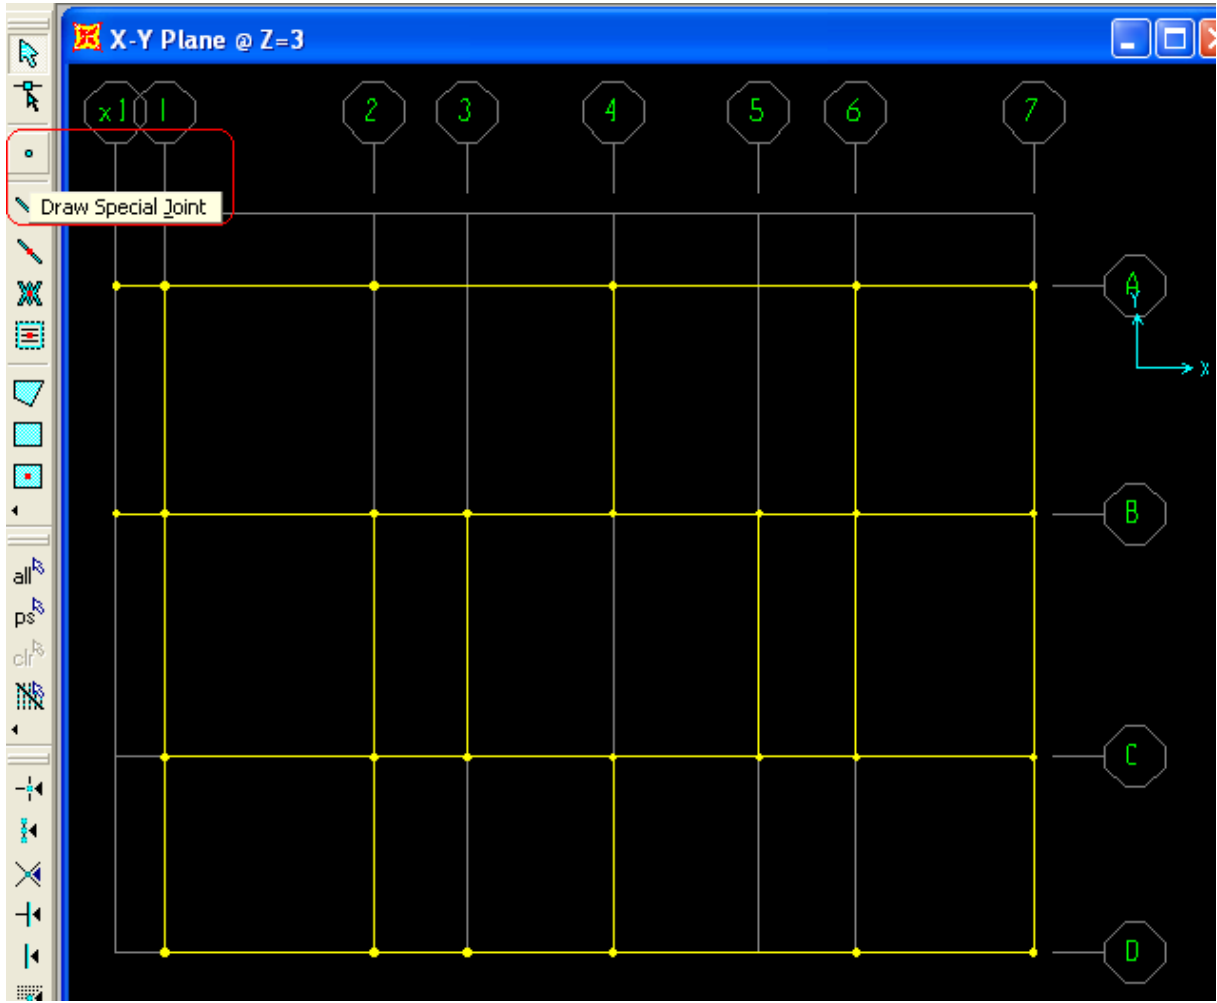 X-Y Plane @ Z=3
x1 1 2 3 4 5 6 7
Draw Special Joint
A
Y
X
B
all
ps
clr
C
D